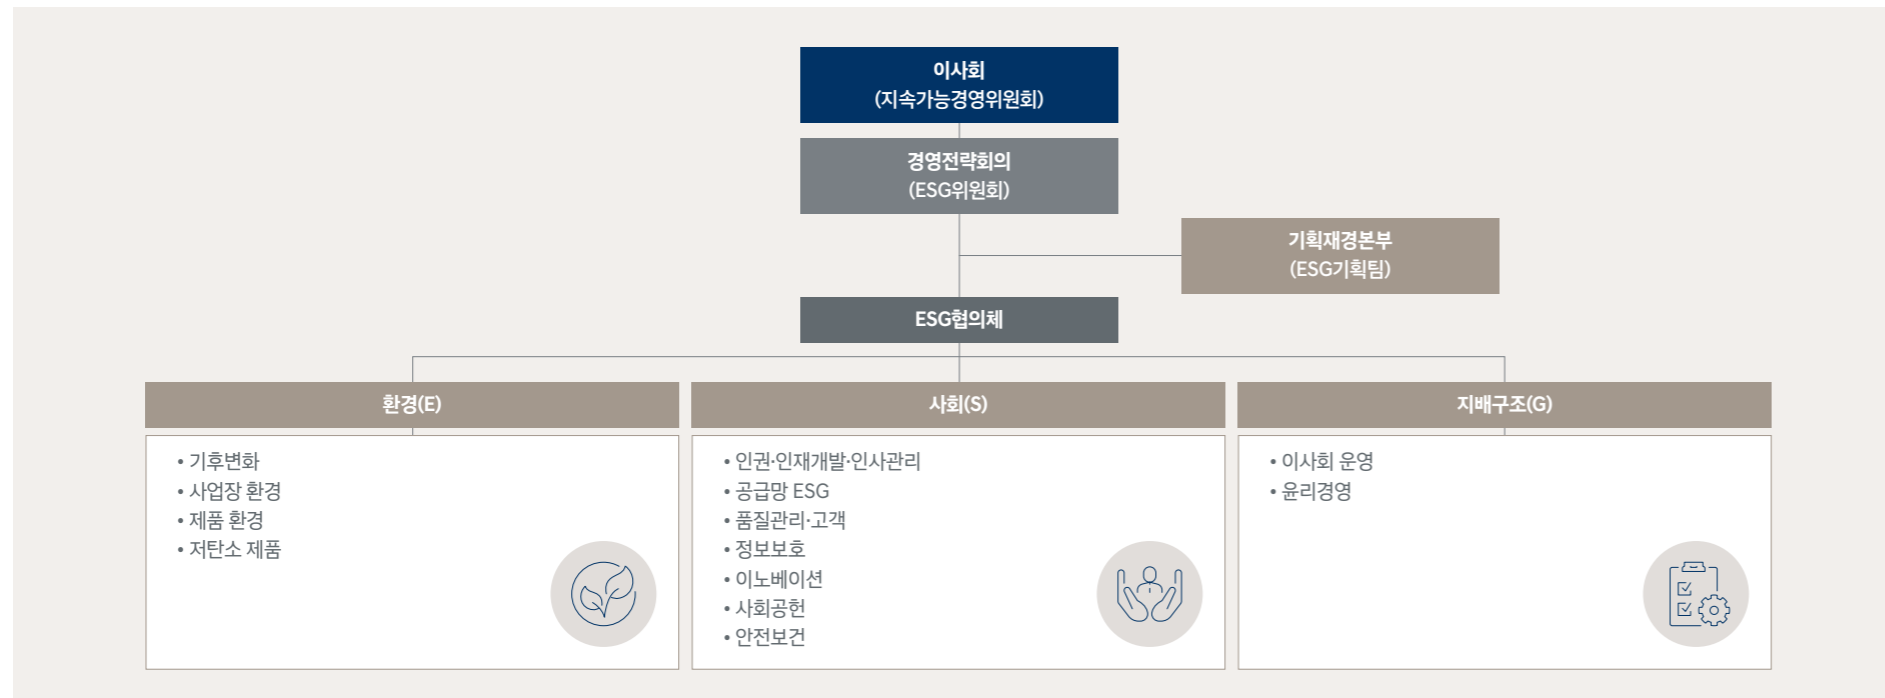 이사회
(지속가능경영위원회)
경영전략회의
(ESG위원회)
기획재경본부
(ESG기획팀)
ESG협의체
환경(E)
• 기후변화
• 사업장 환경
• 제품 환경
• 저탄소 제품
사회(S)
• 인권·인재개발·인사관리
• 공급망 ESG
• 품질관리·고객
• 정보보호
• 이노베이션
• 사회공헌
• 안전보건
지배구조(G)
• 이사회 운영
• 윤리경영